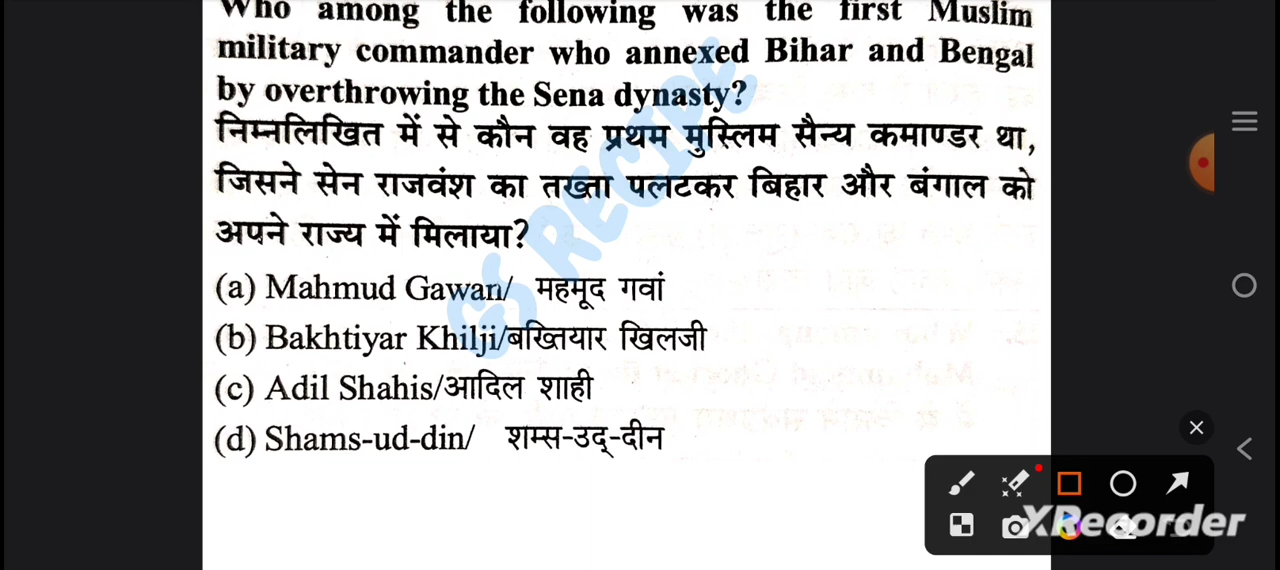 Who among the following was the first Muslim
military commander who annexed Bihar and Bengal
by overthrowing the Sena dynasty?
निम्नलिखित में से कौन वह प्रथम मुस्लिम सैन्य कमाण्डर था,
जिसने सेन राजवंश का तख्ता पलटकर बिहार और बंगाल को
अपने राज्य में मिलाया?
GS RECIPE
(a) Mahmud Gawan/ महमूद गवां
(b) Bakhtiyar Khilji/बख्तियार खिलजी
(c) Adil Shahis/आदिल शाही
(d) Shams-ud-din/ शम्स-उद्-दीन
XRecorder